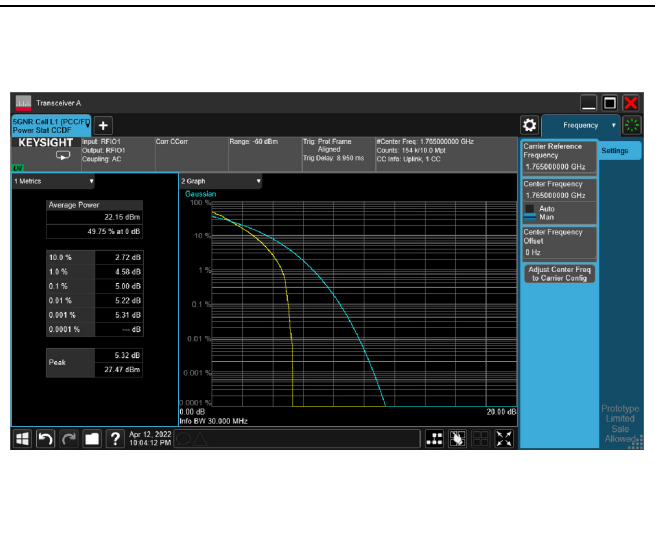 Transceiver A
5GNR Cell L1 (PCC/FD
Power Stat CCDF
+
Frequency
KEYSIGHT
Input: RFIO1
Output: RFIO1
Coupling: AC
Corr CCorr
Range: -60 dBm
Trig: Prot Frame
Aligned
Trig Delay: 8.950 ms
#Center Freq: 1.765000000 GHz
Counts: 154 k/10.0 Mpt
CC Info: Uplink, 1 CC
LV
1 Metrics
Average Power
22.15 dBm
49.75 % at 0 dB
10.0 % 2.72 dB
1.0 % 4.58 dB
0.1 % 5.00 dB
0.01 % 5.22 dB
0.001 % 5.31 dB
0.0001 % --- dB
Peak
5.32 dB
27.47 dBm
2 Graph
Gaussian
100 %
10 %
1 %
0.1 %
0.01 %
0.001 %
0.0001 %
0.00 dB
20.00 dB
Info BW 30.000 MHz
Carrier Reference
Frequency
1.765000000 GHz
Center Frequency
1.765000000 GHz
Auto
Man
Center Frequency
Offset
0 Hz
Adjust Center Freq
to Carrier Config
Settings
Prototype
Limited
Sale
Allowed
?
Apr 12, 2022
10:04:12 PM